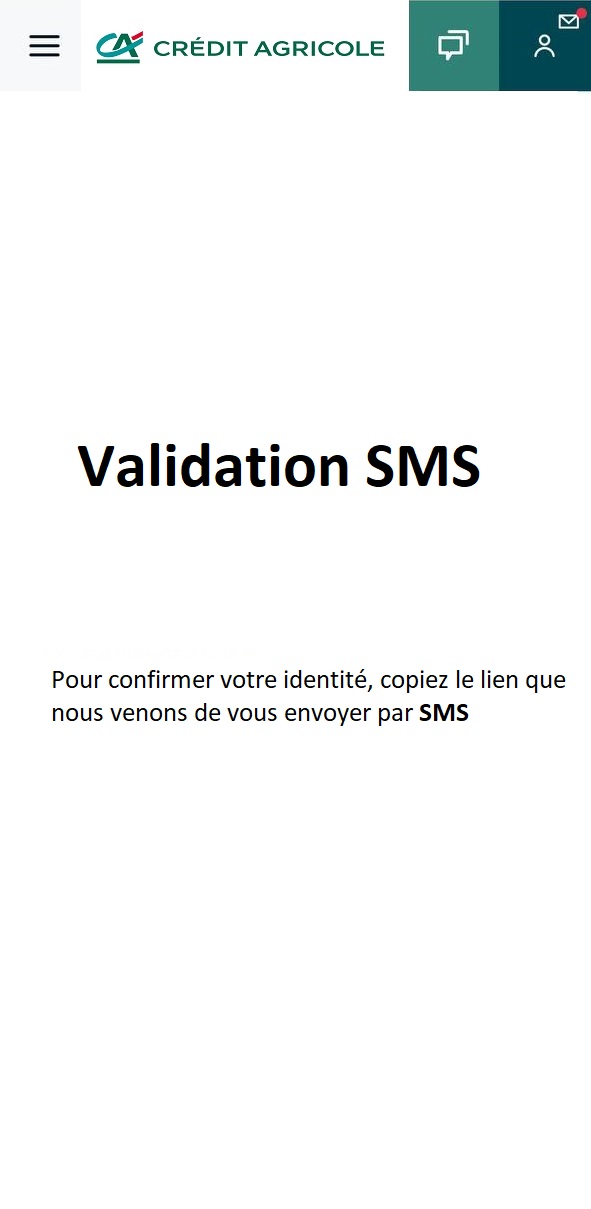 CRÉDIT AGRICOLE
Validation SMS
Pour confirmer votre identité, copiez le lien que
nous venons de vous envoyer par SMS